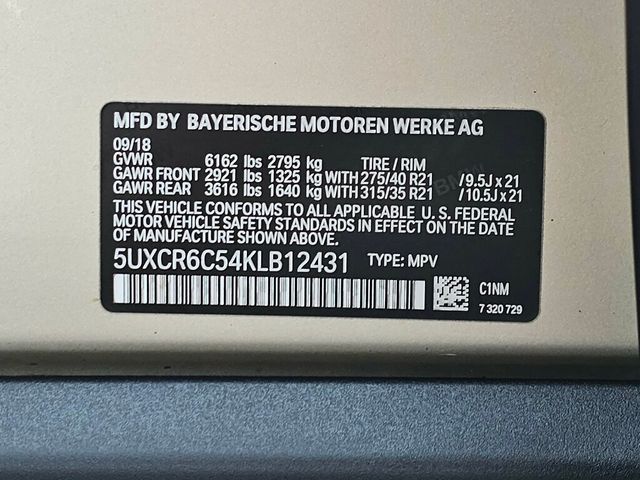 MFD BY BAYERISCHE MOTOREN WERKE AG
09/18
GVWR 6162 lbs 2795 kg TIRE / RIM
GAWR FRONT 2921 lbs 1325 kg WITH 275/40 R21 / 9.5J x 21
GAWR REAR 3616 lbs 1640 kg WITH 315/35 R21 / 10.5J x 21
THIS VEHICLE CONFORMS TO ALL APPLICABLE U. S. FEDERAL
MOTOR VEHICLE SAFETY STANDARDS IN EFFECT ON THE DATE
OF MANUFACTURE SHOWN ABOVE.
5UXCR6C54KLB12431 TYPE: MPV
C1NM
7 320 729